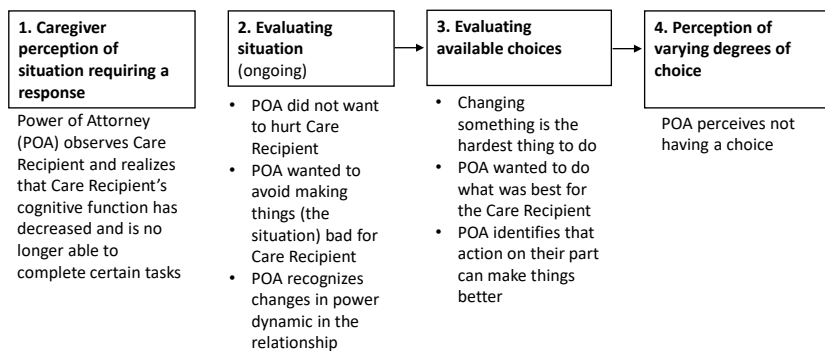 1. Caregiver
perception of
situation requiring a
response
Power of Attorney
(POA) observes Care
Recipient and realizes
that Care Recipient’s
cognitive function has
decreased and is no
longer able to
complete certain tasks
2. Evaluating
situation
(ongoing)
• POA did not want
to hurt Care
Recipient
• POA wanted to
avoid making
things (the
situation) bad for
Care Recipient
• POA recognizes
changes in power
dynamic in the
relationship
3. Evaluating
available choices
• Changing
something is the
hardest thing to do
• POA wanted to do
what was best for
the Care Recipient
• POA identifies that
action on their part
can make things
better
4. Perception of
varying degrees of
choice
POA perceives not
having a choice